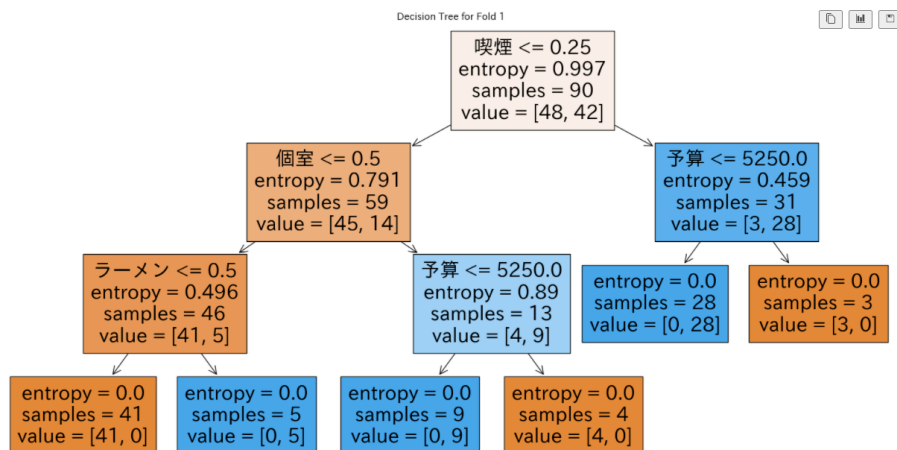 Decision Tree for Fold 1
喫煙 <= 0.25
entropy = 0.997
samples = 90
value = [48, 42]
個室 <= 0.5
entropy = 0.791
samples = 59
value = [45, 14]
予算 <= 5250.0
entropy = 0.459
samples = 31
value = [3, 28]
ラーメン <= 0.5
entropy = 0.496
samples = 46
value = [41, 5]
予算 <= 5250.0
entropy = 0.89
samples = 13
value = [4, 9]
entropy = 0.0
samples = 28
value = [0, 28]
entropy = 0.0
samples = 3
value = [3, 0]
entropy = 0.0
samples = 41
value = [41, 0]
entropy = 0.0
samples = 5
value = [0, 5]
entropy = 0.0
samples = 9
value = [0, 9]
entropy = 0.0
samples = 4
value = [4, 0]